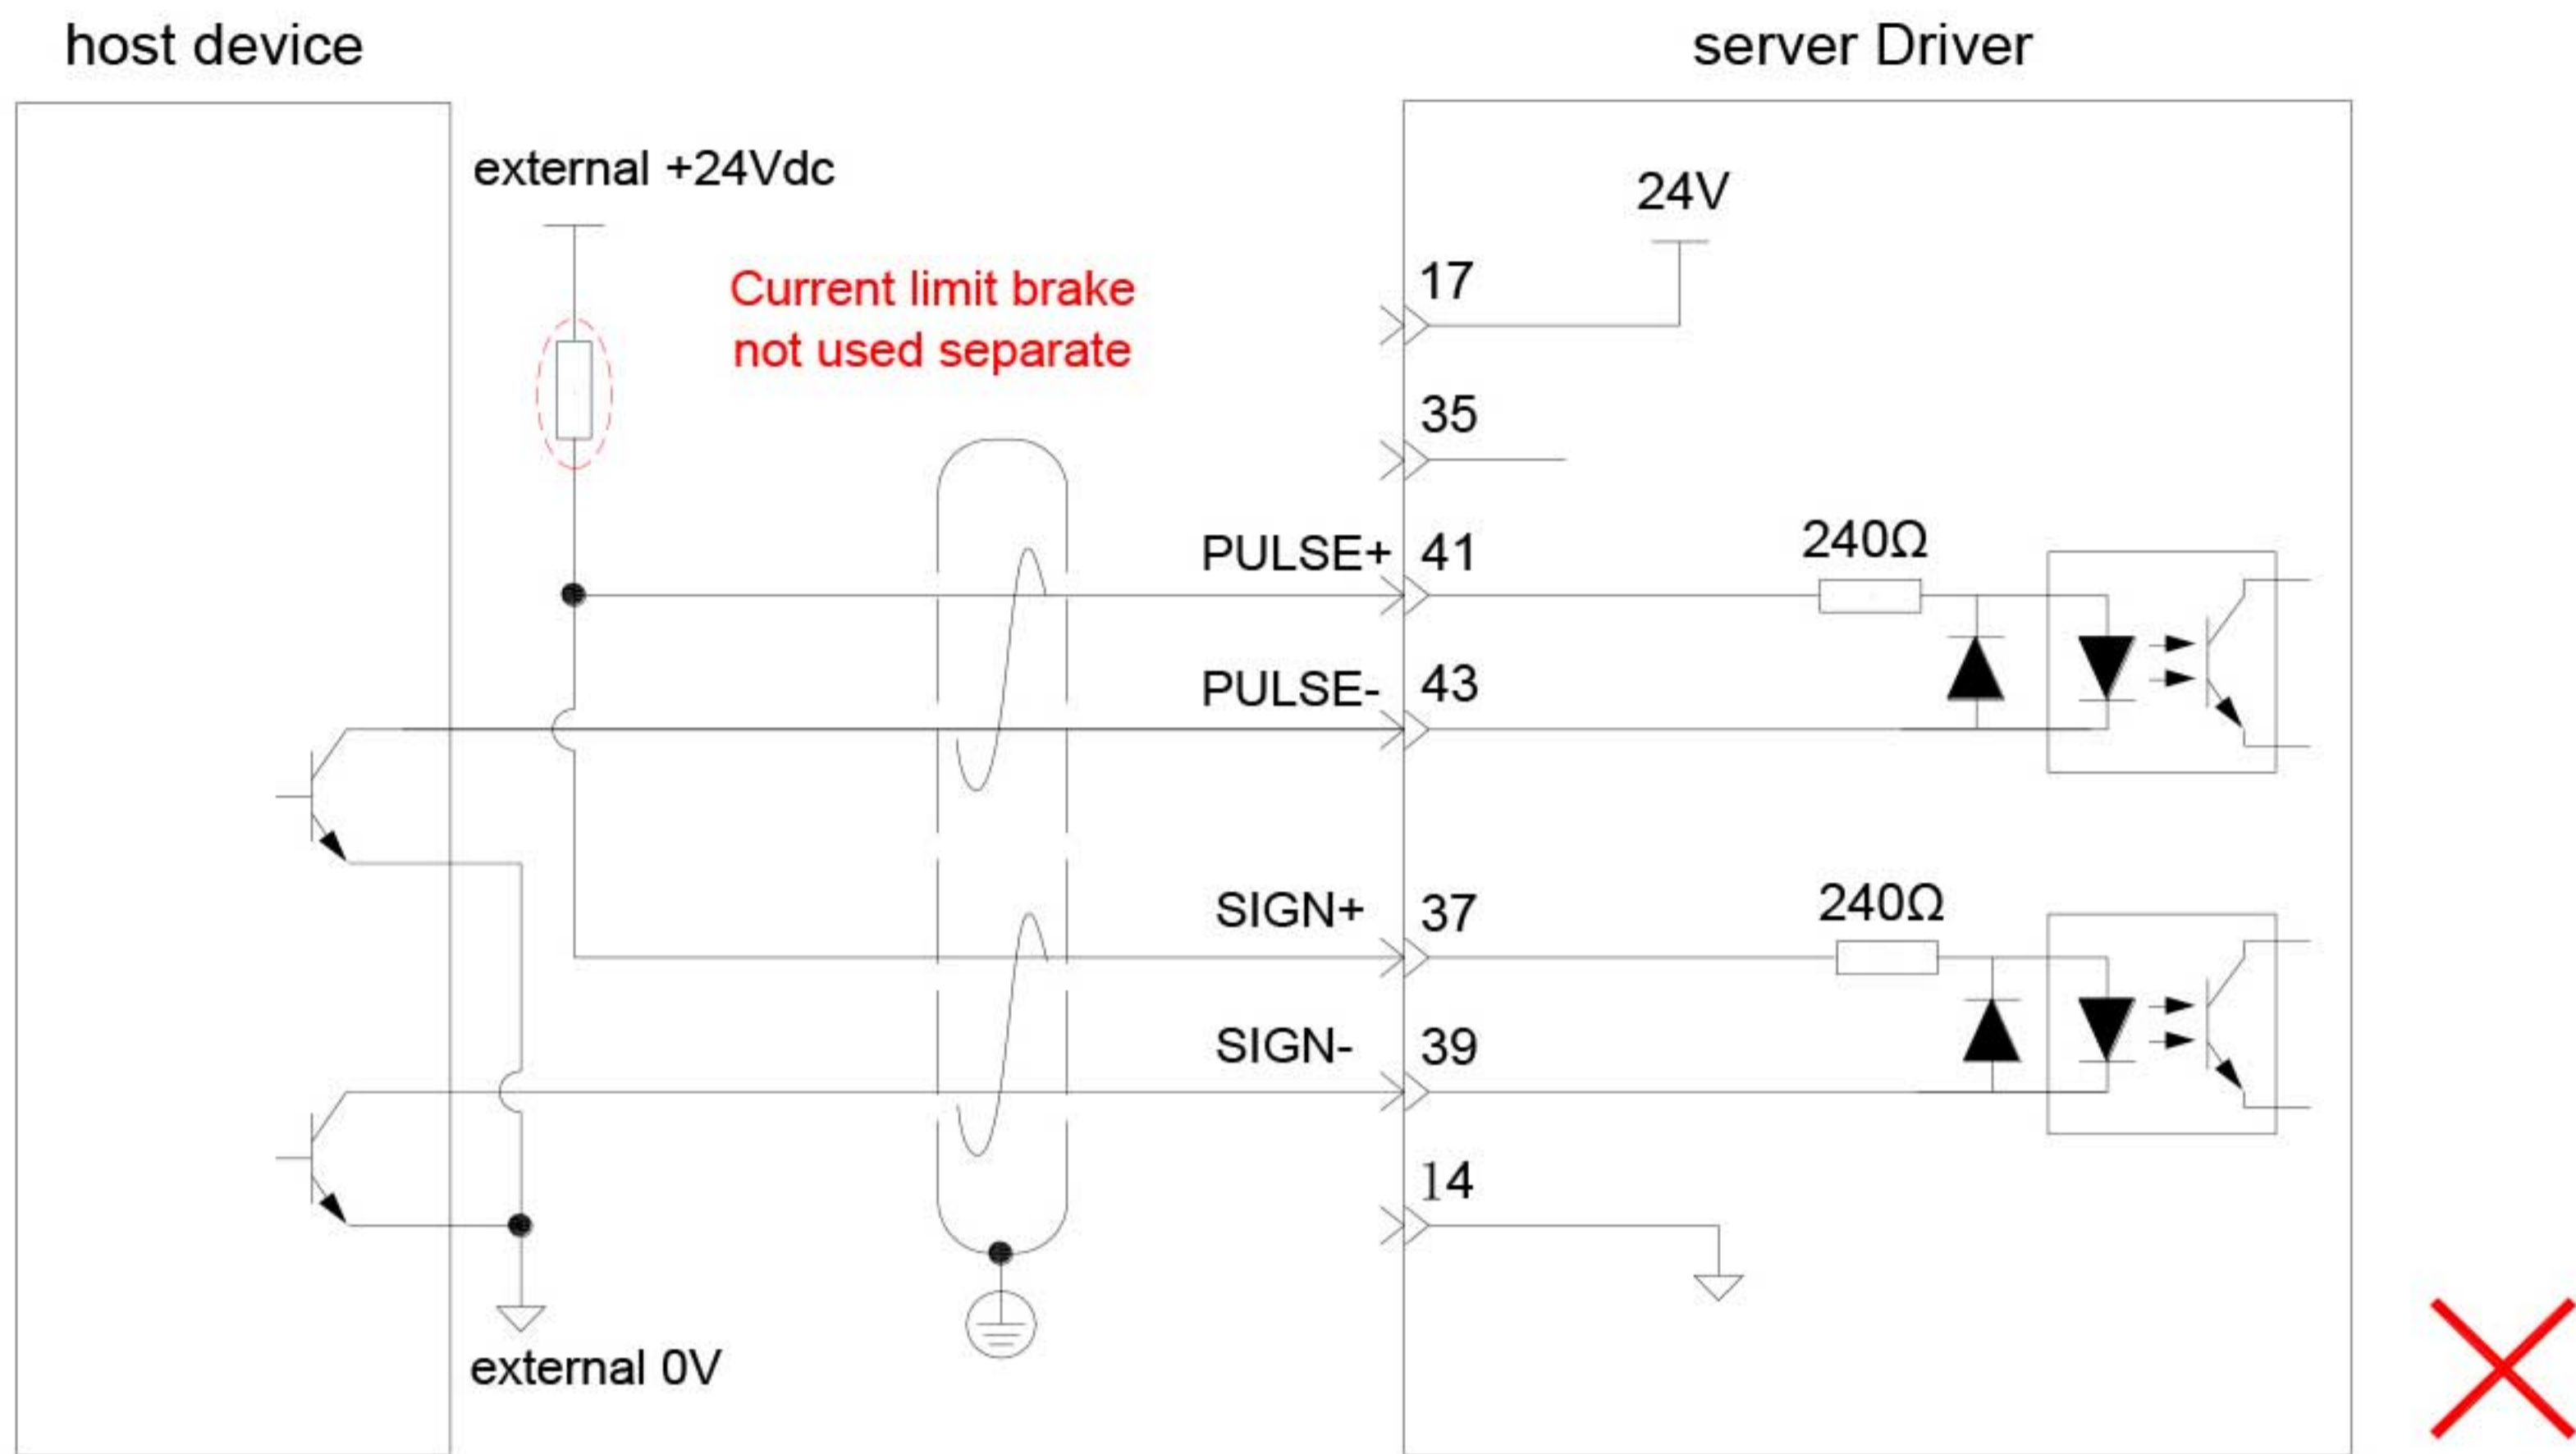 host device
server Driver
external +24Vdc
24V
Current limit brake
not used separate
17
35
PULSE+
41
240Ω
PULSE-
43
SIGN+
37
240Ω
SIGN-
39
14
external 0V